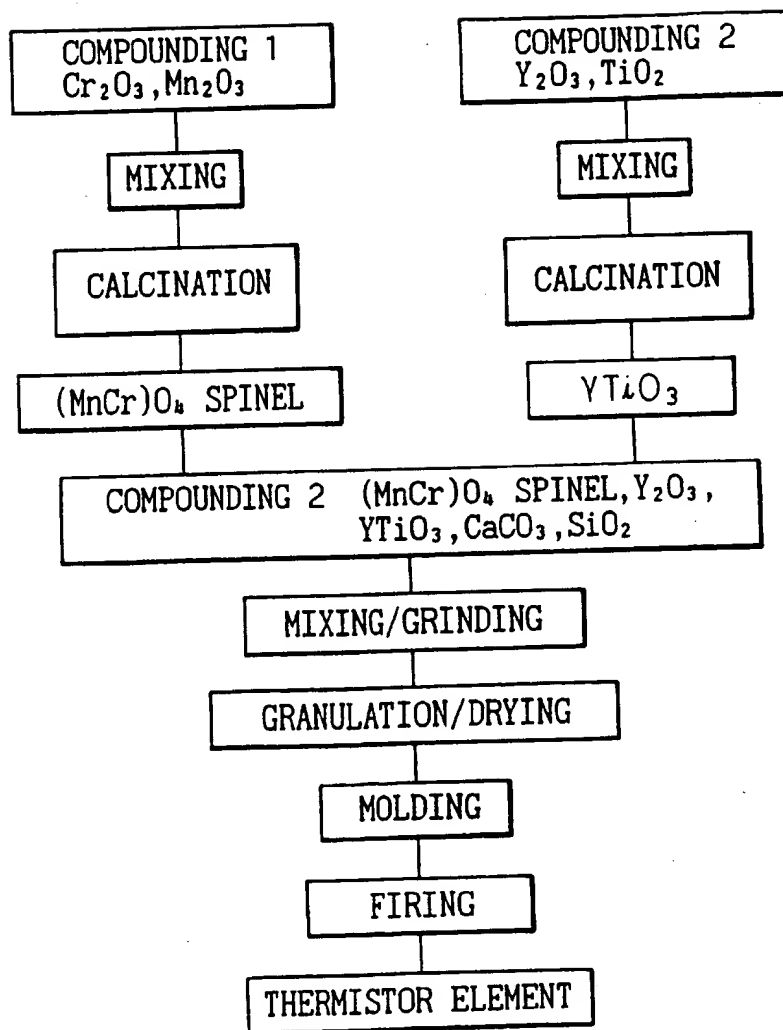 COMPOUNDING 1
Cr₂O₃,Mn₂O₃
MIXING
CALCINATION
(MnCr)O₄ SPINEL
COMPOUNDING 2
Y₂O₃,TiO₂
MIXING
CALCINATION
YTiO₃
COMPOUNDING 2 (MnCr)O₄ SPINEL,Y₂O₃,
YTiO₃,CaCO₃,SiO₂
MIXING/GRINDING
GRANULATION/DRYING
MOLDING
FIRING
THERMISTOR ELEMENT